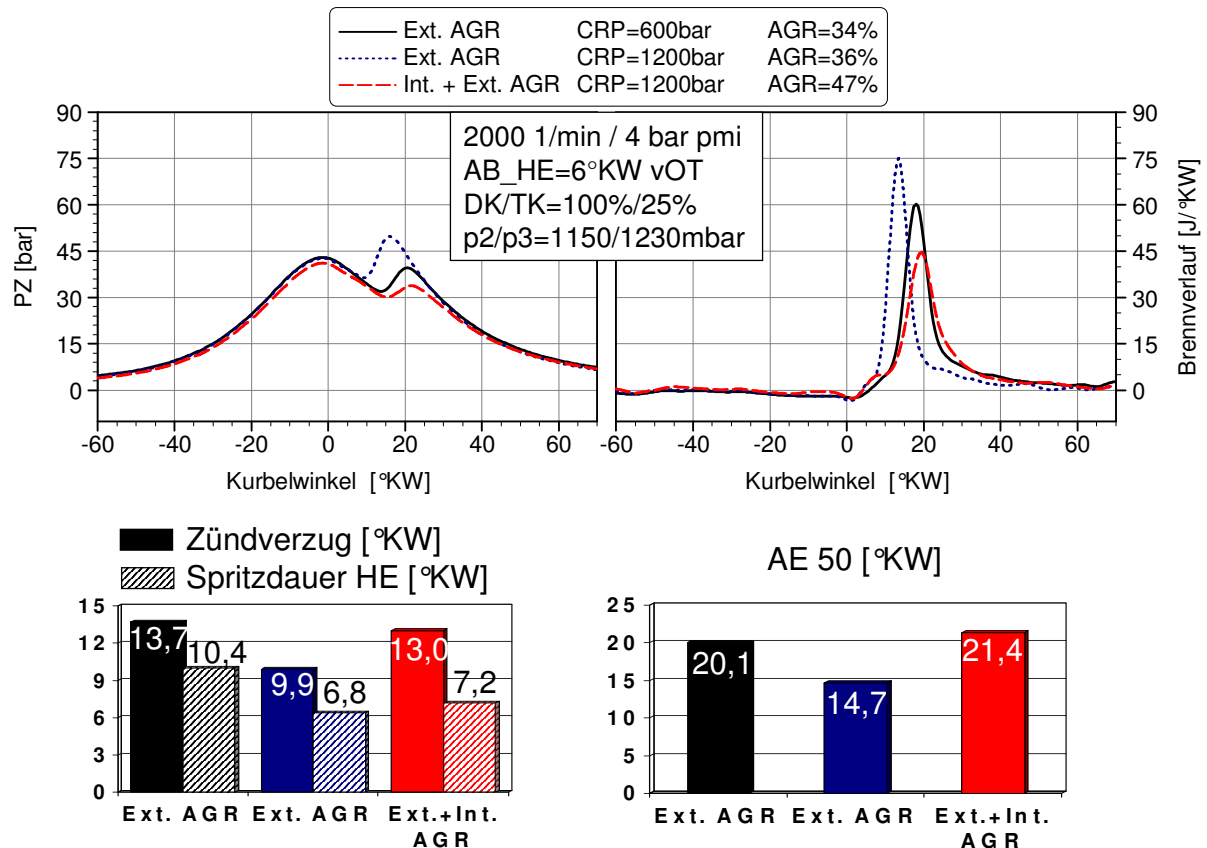 Ext. AGR CRP=600bar AGR=34%
Ext. AGR CRP=1200bar AGR=36%
Int. + Ext. AGR CRP=1200bar AGR=47%
2000 1/min / 4 bar pmi
AB_HE=6°KW vOT
DK/TK=100%/25%
p2/p3=1150/1230mbar
PZ [bar]
90
75
60
45
30
15
0
-60 -40 -20 0 20 40 60
Kurbelwinkel [°KW]
Brennverlauf [J/°KW]
90
75
60
45
30
15
0
-60 -40 -20 0 20 40 60
Kurbelwinkel [°KW]
Zündverzug [°KW]
Spritzdauer HE [°KW]
15
12
9
6
3
0
13,7 10,4 9,9 6,8 13,0 7,2
Ext. AGR Ext. AGR Ext.+Int.
AGR
AE 50 [°KW]
25
20
15
10
5
0
20,1 14,7 21,4
Ext. AGR Ext. AGR Ext.+Int.
AGR